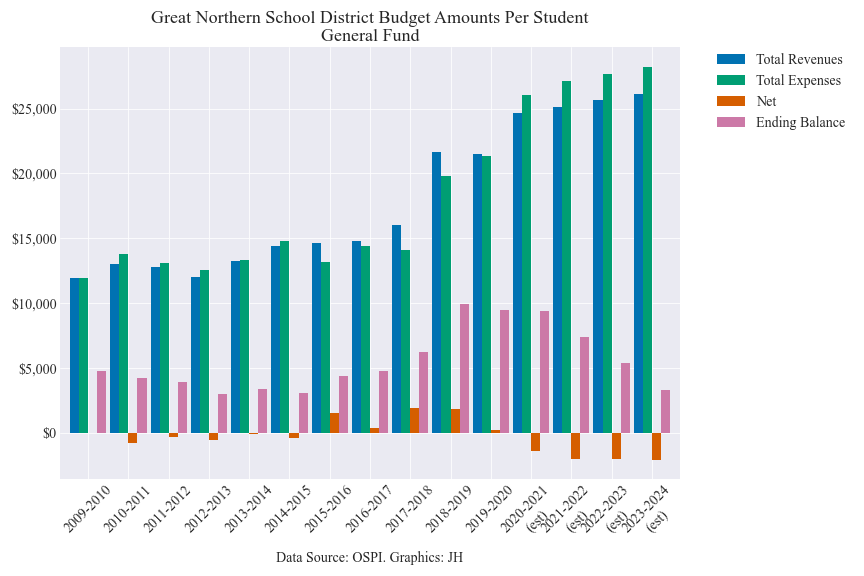 Great Northern School District Budget Amounts Per Student
General Fund
Total Revenues
Total Expenses
Net
Ending Balance
$25,000
$20,000
$15,000
$10,000
$5,000
$0
2009-2010
2010-2011
2011-2012
2012-2013
2013-2014
2014-2015
2015-2016
2016-2017
2017-2018
2018-2019
2019-2020
2020-2021
(est)
2021-2022
(est)
2022-2023
(est)
2023-2024
(est)
Data Source: OSPI. Graphics: JH